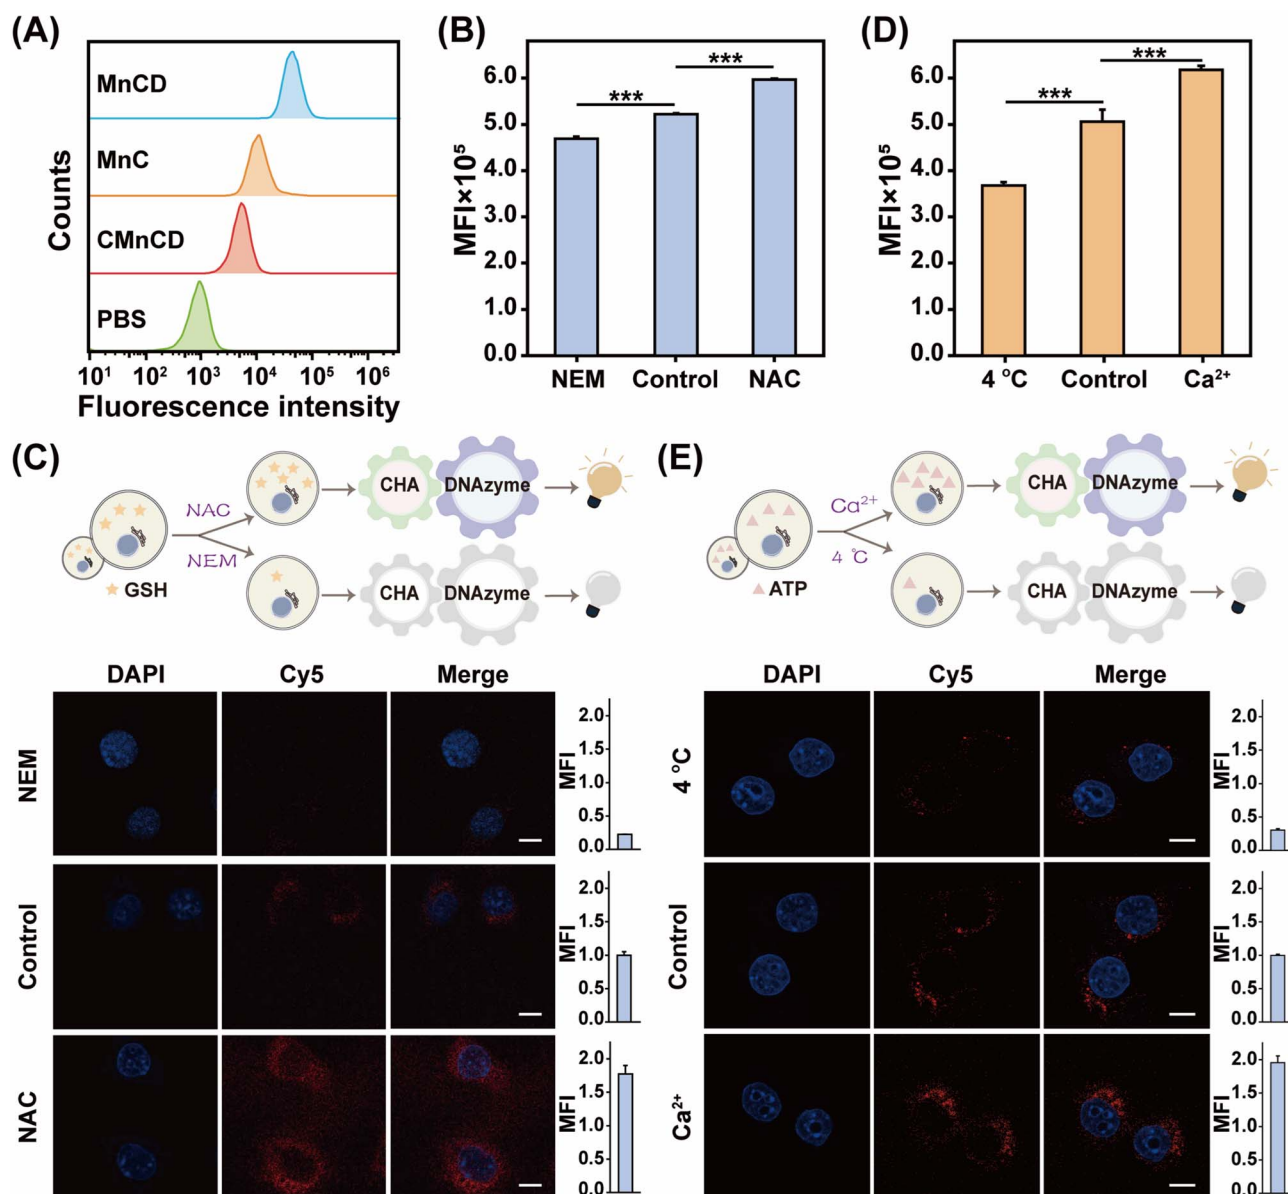 (A)
MnCD
MnC
CMnCD
PBS
Counts
10¹ 10² 10³ 10⁴ 10⁵ 10⁶
Fluorescence intensity
(B)
MFI×10⁵
6.0
5.0
4.0
3.0
2.0
1.0
0.0
***
***
NEM Control NAC
(D)
MFI×10⁵
6.0
5.0
4.0
3.0
2.0
1.0
0.0
***
***
4 °C Control Ca²⁺
(C)
GSH
NAC
NEM
CHA DNAzyme
CHA DNAzyme
DAPI Cy5 Merge
NEM
MFI
2.0
1.5
1.0
0.5
0.0
Control
MFI
2.0
1.5
1.0
0.5
0.0
NAC
MFI
2.0
1.5
1.0
0.5
0.0
(E)
ATP
Ca²⁺
4 °C
CHA DNAzyme
CHA DNAzyme
DAPI Cy5 Merge
4 °C
MFI
2.0
1.5
1.0
0.5
0.0
Control
MFI
2.0
1.5
1.0
0.5
0.0
Ca²⁺
MFI
2.0
1.5
1.0
0.5
0.0